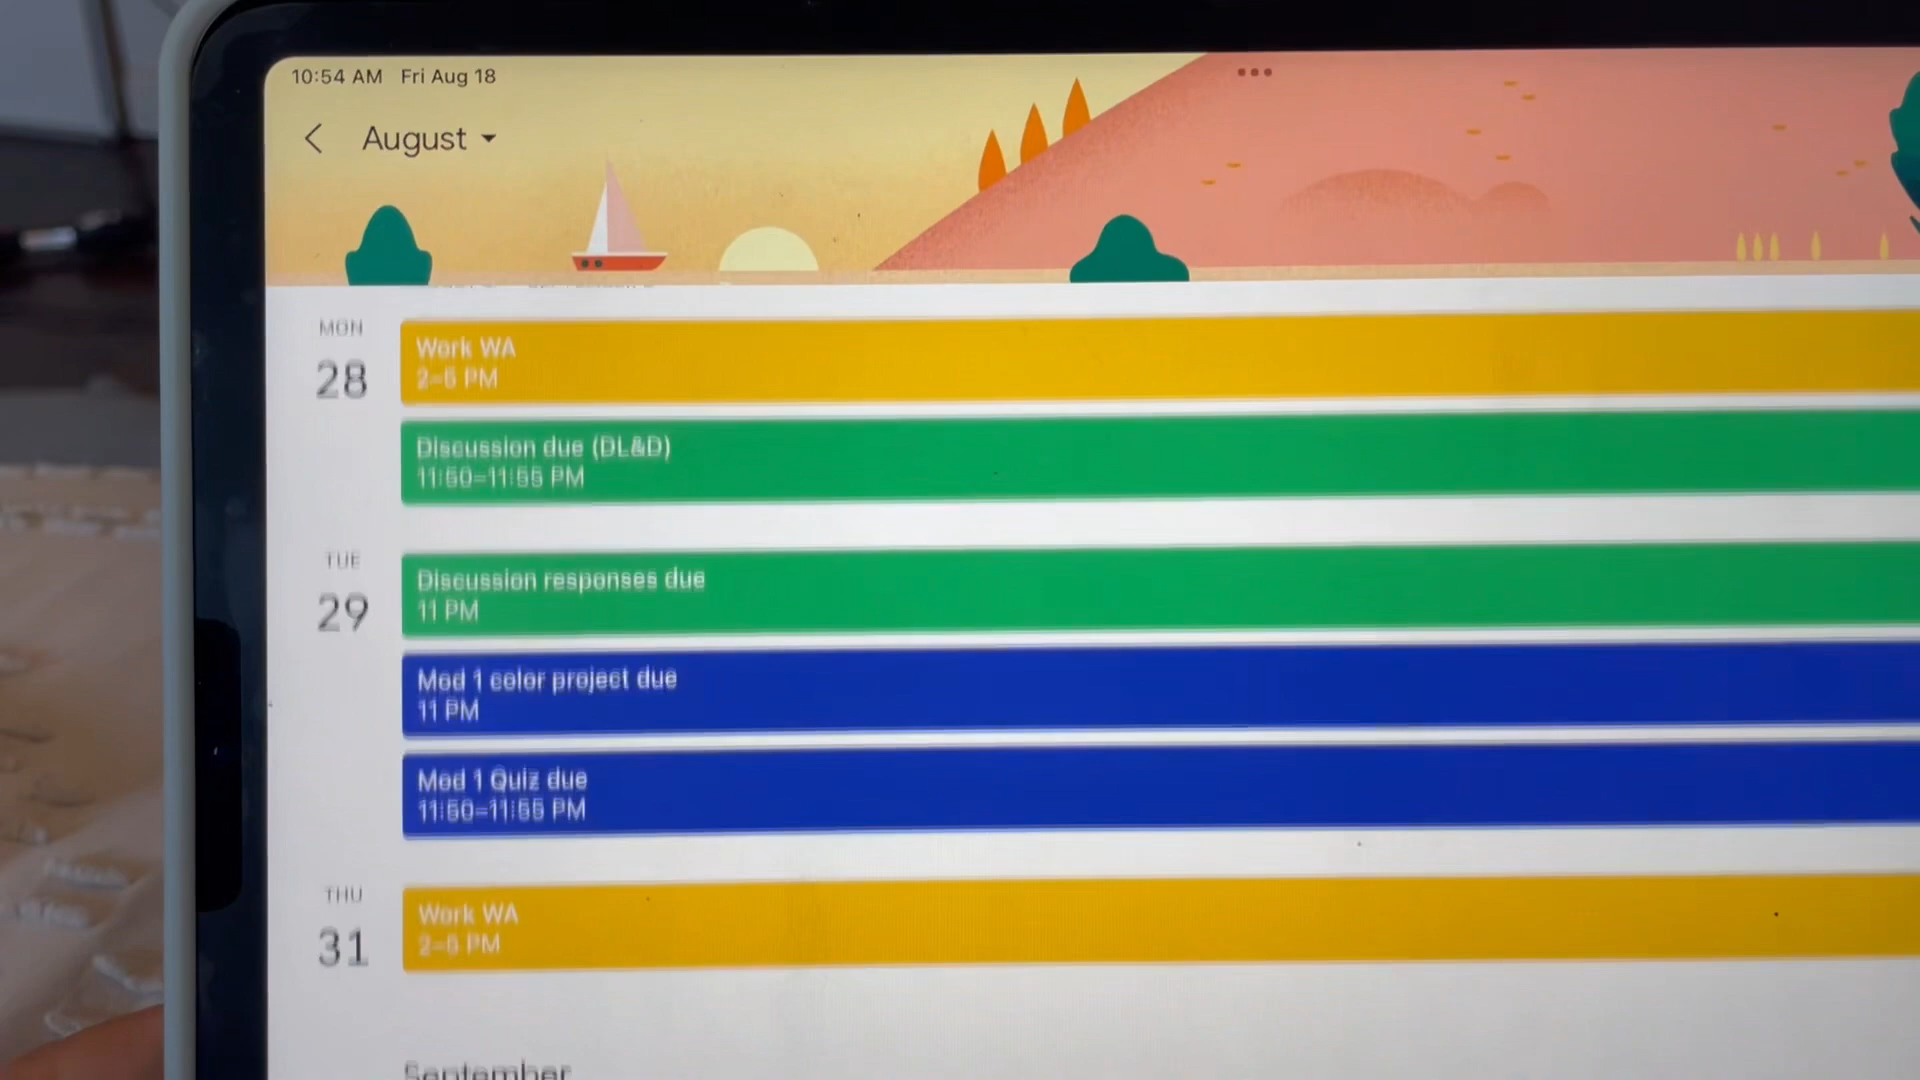 10:54 AM Fri Aug 18
August
MON
28
Work WA
2–5 PM
Discussion due (DL&D)
11:50–11:55 PM
TUE
29
Discussion responses due
11 PM
Mod 1 color project due
11 PM
Mod 1 Quiz due
11:50–11:55 PM
THU
31
Work WA
2–5 PM
September